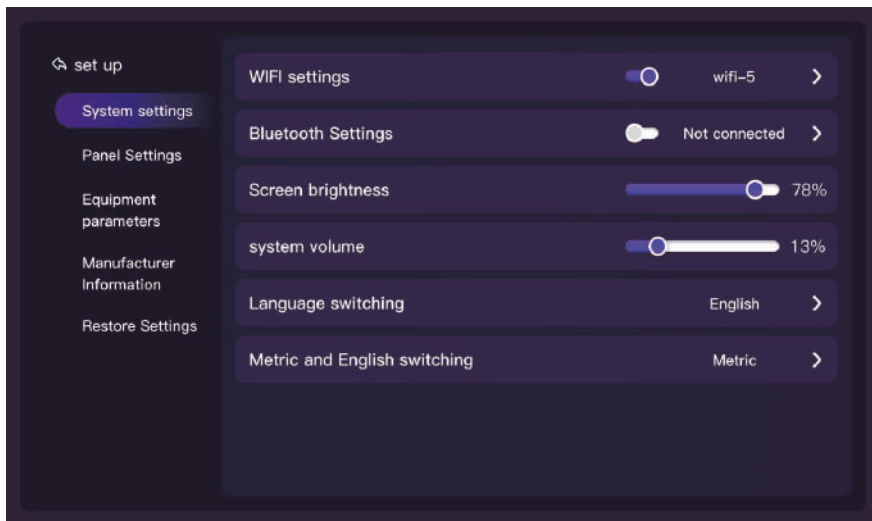 set up
System settings
Panel Settings
Equipment
parameters
Manufacturer
Information
Restore Settings
WIFI settings
wifi-5
Bluetooth Settings
Not connected
Screen brightness
78%
system volume
13%
Language switching
English
Metric and English switching
Metric